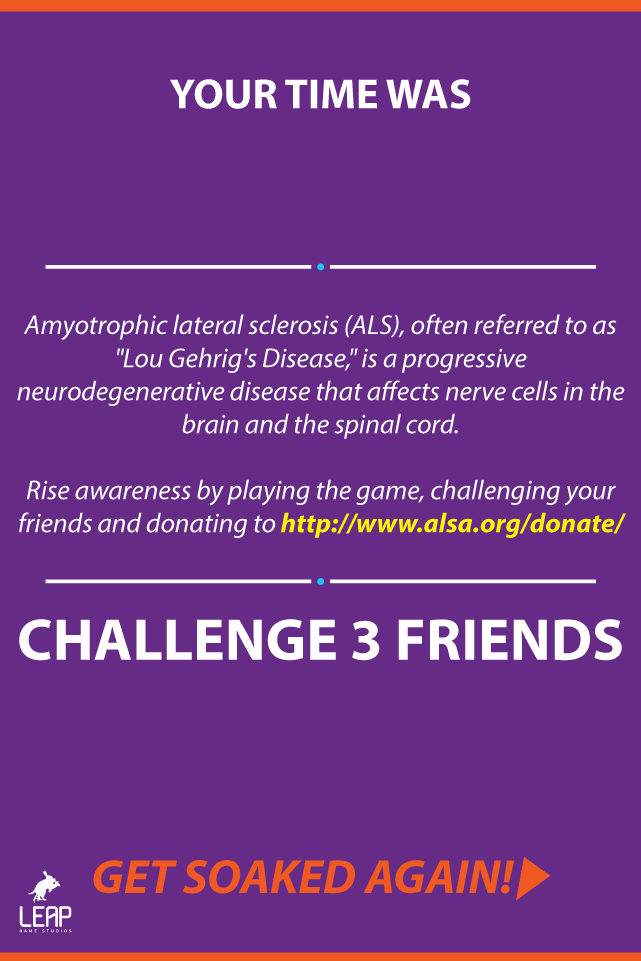 YOUR TIME WAS
Amyotrophic lateral sclerosis (ALS), often referred to as
"Lou Gehrig's Disease," is a progressive
neurodegenerative disease that affects nerve cells in the
brain and the spinal cord.
Rise awareness by playing the game, challenging your
friends and donating to http://www.alsa.org/donate/
CHALLENGE 3 FRIENDS
GET SOAKED AGAIN!
LEAP
GAME STUDIOS